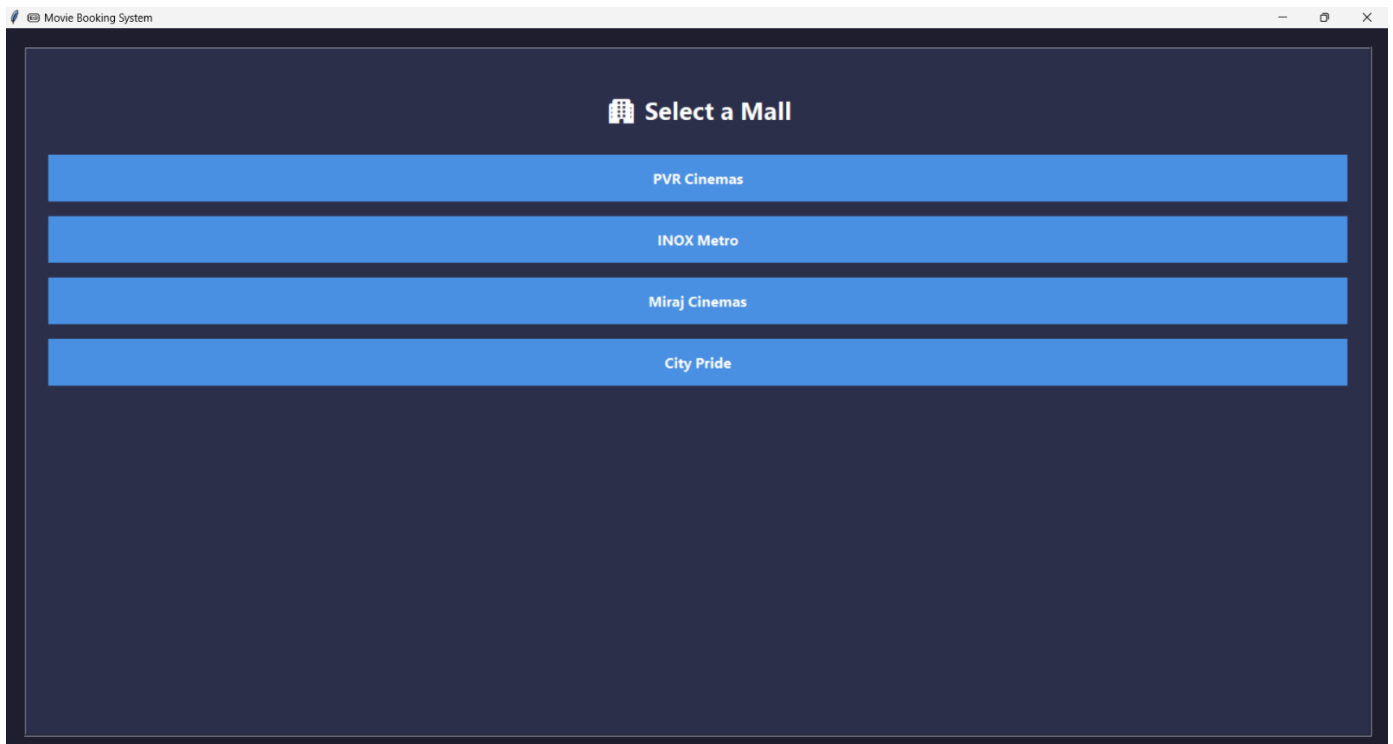 Movie Booking System
Select a Mall
PVR Cinemas
INOX Metro
Miraj Cinemas
City Pride